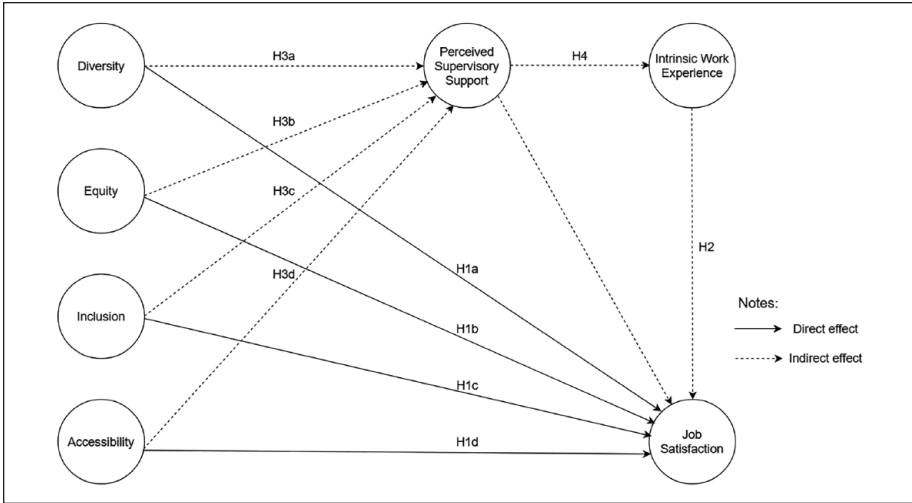 Diversity
H3a
Perceived
Supervisory
Support
H4
Intrinsic Work
Experience
H3b
Equity
H3c
H2
H3d
H1a
Inclusion
H1b
Notes:
Direct effect
Indirect effect
H1c
Accessibility
H1d
Job
Satisfaction